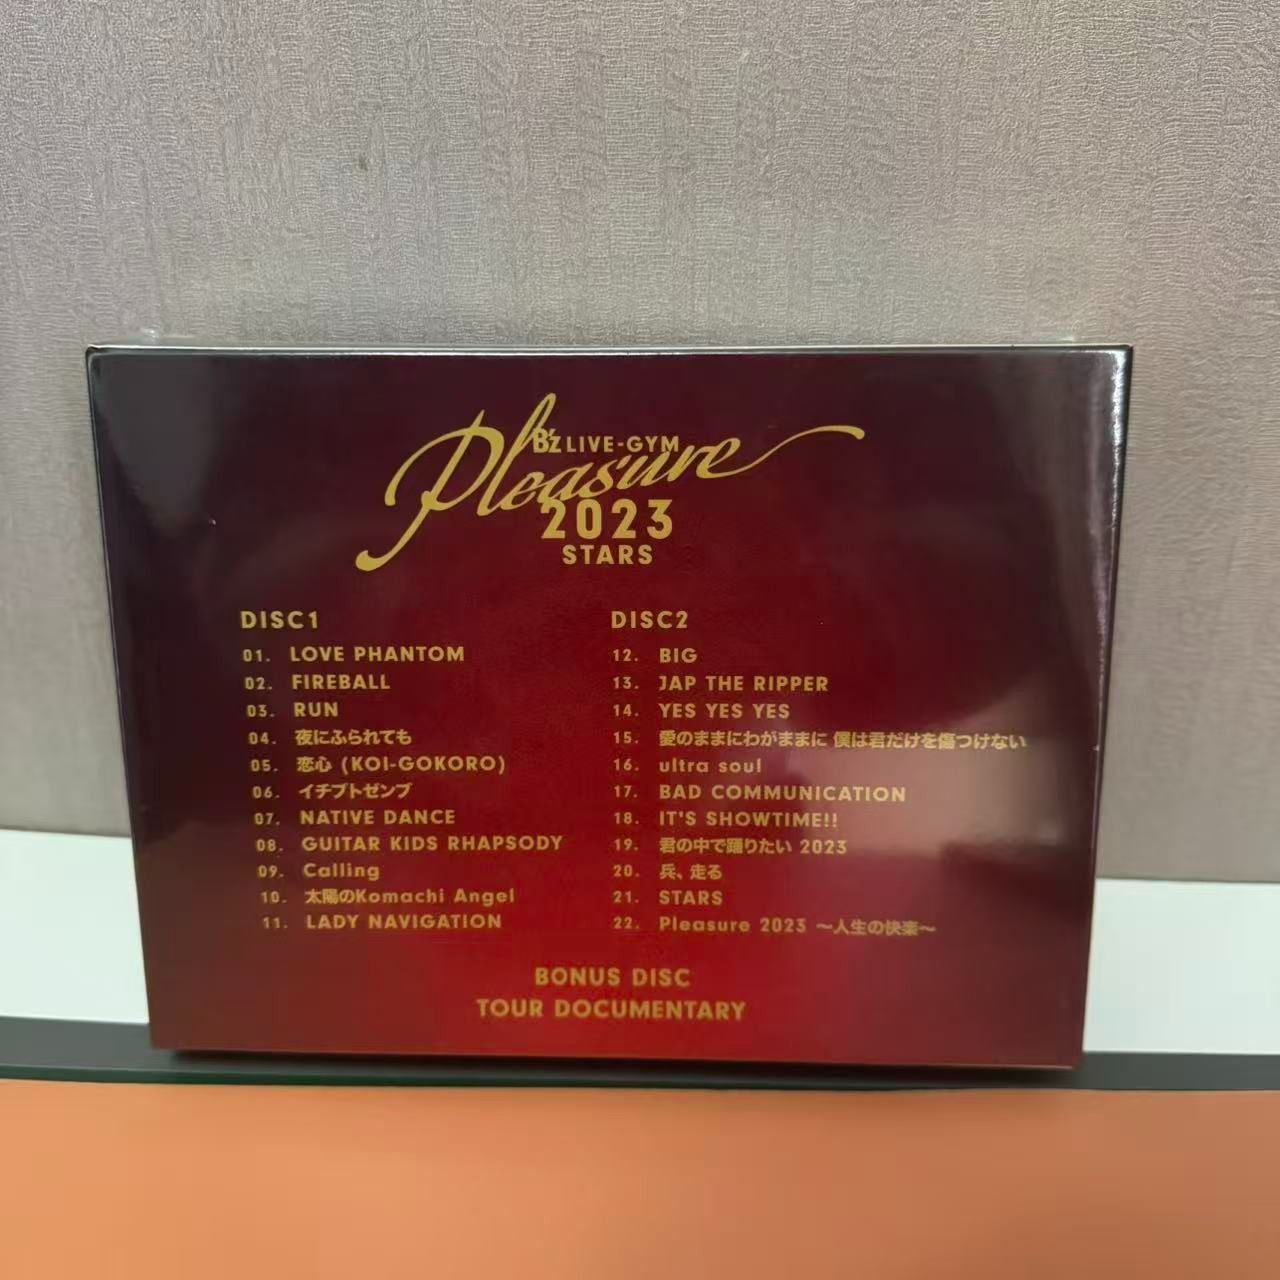 B'z LIVE-GYM
Pleasure
2023
STARS
DISC1
01. LOVE PHANTOM
02. FIREBALL
03. RUN
04. 夜にふられても
05. 恋心 (KOI-GOKORO)
06. イチブトゼンブ
07. NATIVE DANCE
08. GUITAR KIDS RHAPSODY
09. Calling
10. 太陽のKomachi Angel
11. LADY NAVIGATION
DISC2
12. BIG
13. JAP THE RIPPER
14. YES YES YES
15. 愛のままにわがままに 僕は君だけを傷つけない
16. ultra soul
17. BAD COMMUNICATION
18. IT'S SHOWTIME!!
19. 君の中で踊りたい 2023
20. 兵、走る
21. STARS
22. Pleasure 2023 ～人生の快楽～
BONUS DISC
TOUR DOCUMENTARY